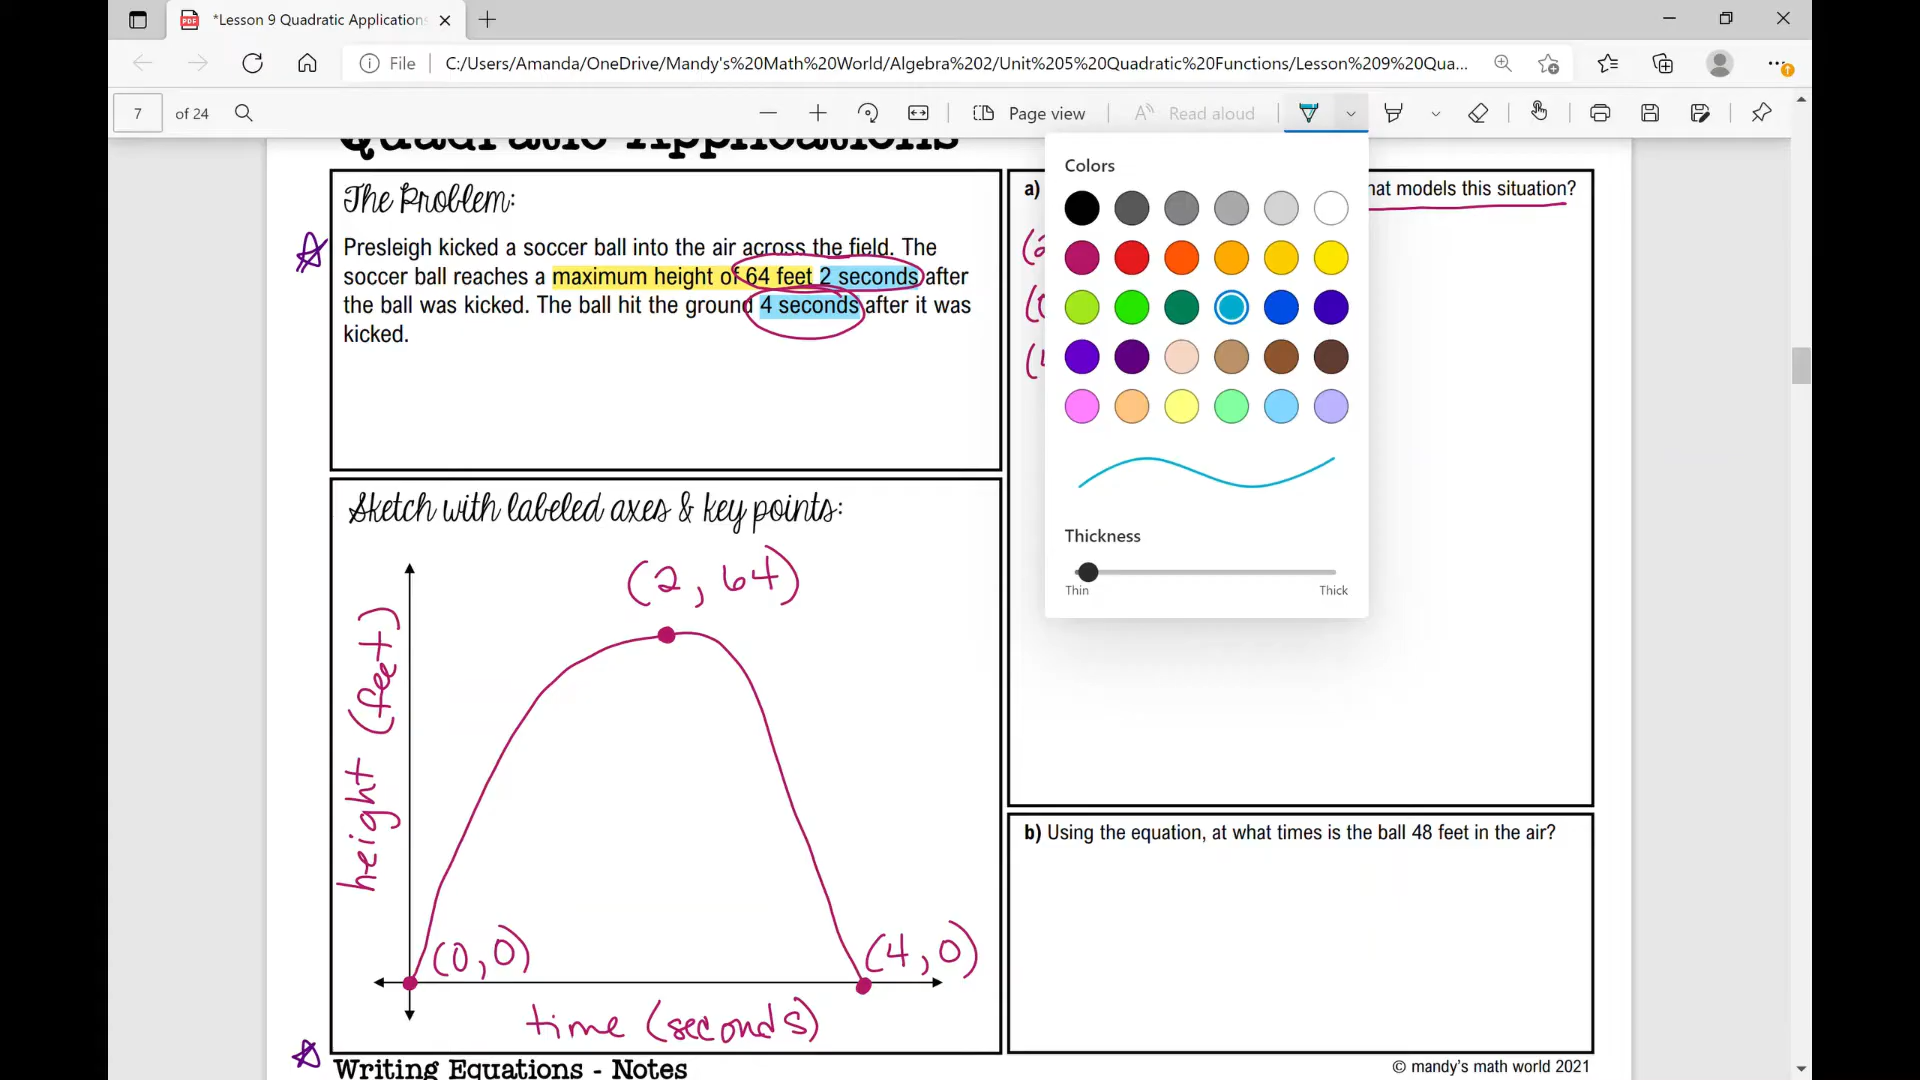 *Lesson 9 Quadratic Applications
File
C:/Users/Amanda/OneDrive/Mandy's%20Math%20World/Algebra%202/Unit%205%20Quadratic%20Functions/Lesson%209%20Qua...
7 of 24
Page view
Read aloud
Quadratic Applications
The Problem:
Presleigh kicked a soccer ball into the air across the field. The
soccer ball reaches a maximum height of 64 feet 2 seconds after
the ball was kicked. The ball hit the ground 4 seconds after it was
kicked.
Sketch with labeled axes & key points:
(2, 64)
height (feet)
(0,0)
(4,0)
time (seconds)
Writing Equations - Notes
a)
hat models this situation?
(2
(0
Colors
Thickness
Thin
Thick
b) Using the equation, at what times is the ball 48 feet in the air?
© mandy's math world 2021